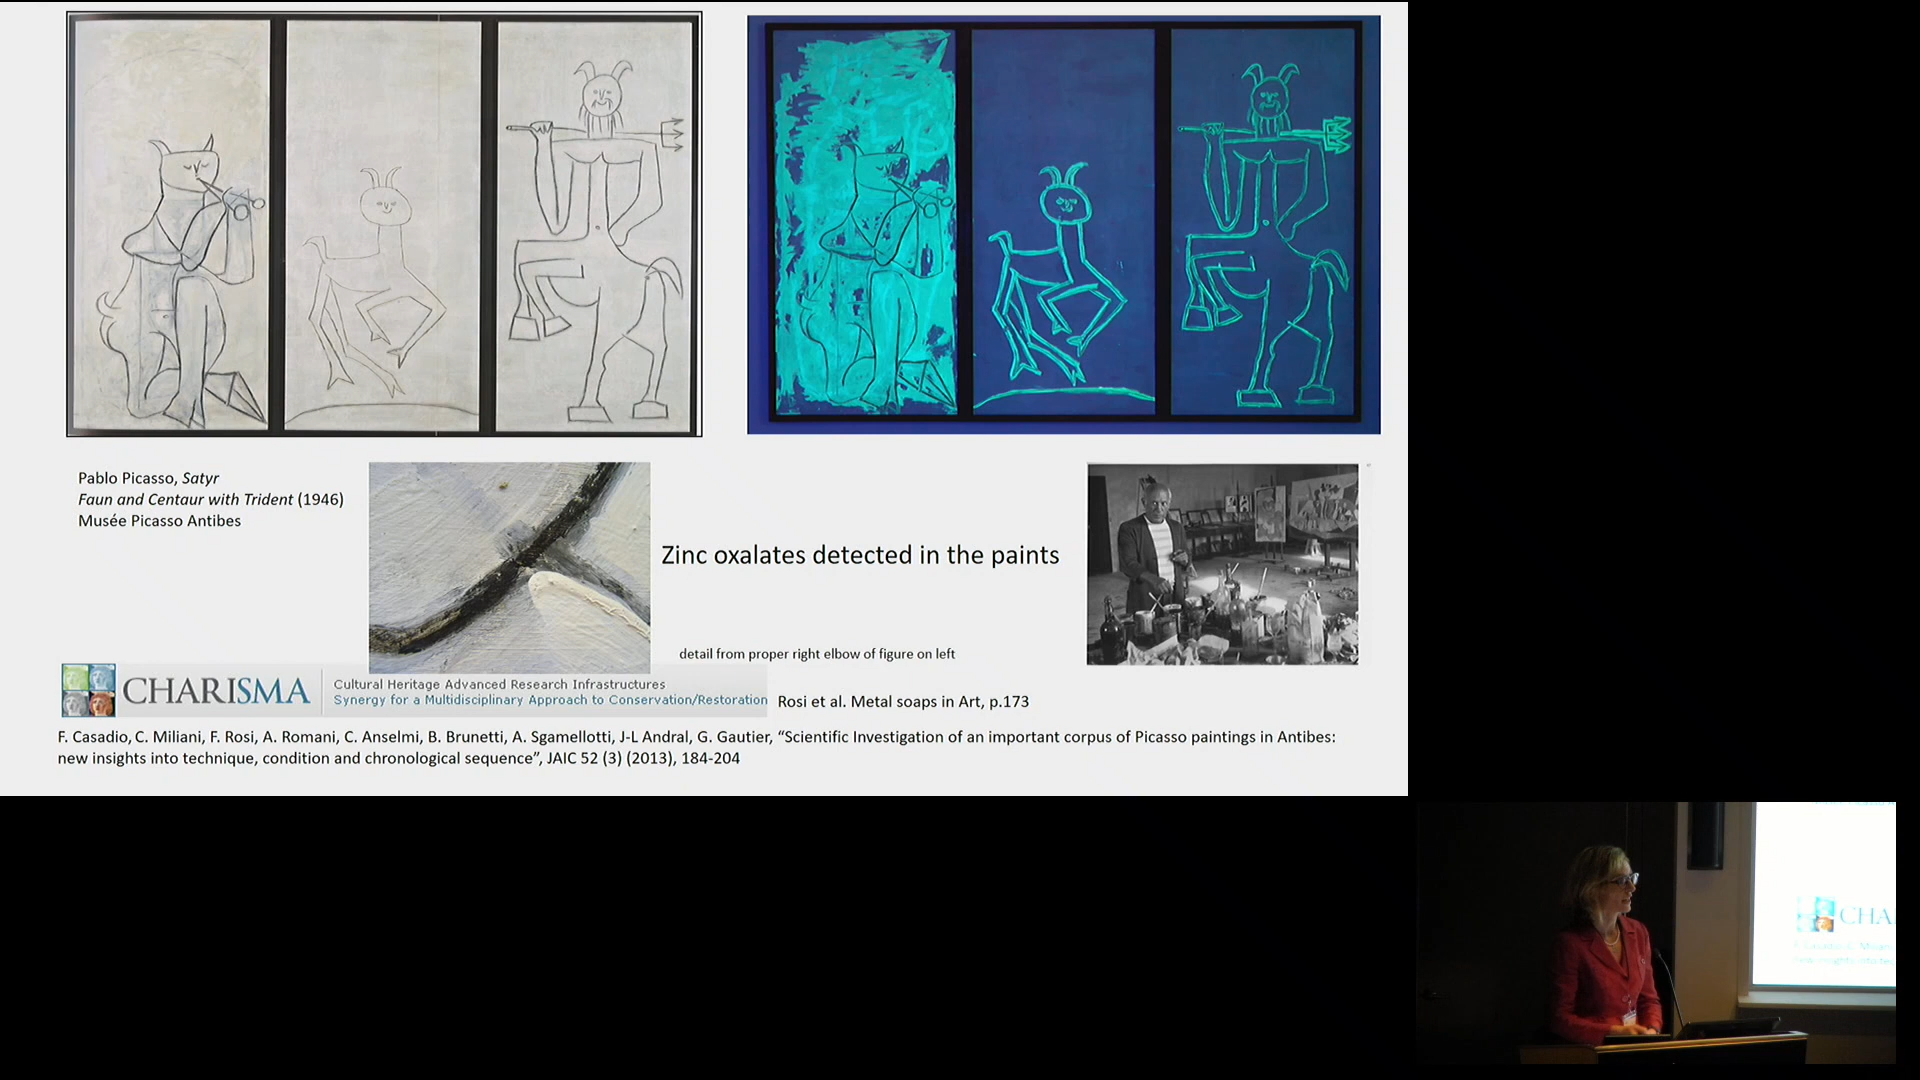 Pablo Picasso, Satyr
Faun and Centaur with Trident (1946)
Musée Picasso Antibes
Zinc oxalates detected in the paints
detail from proper right elbow of figure on left
CHARISMA
Cultural Heritage Advanced Research Infrastructures
Synergy for a Multidisciplinary Approach to Conservation/Restoration
Rosi et al. Metal soaps in Art, p.173
F. Casadio, C. Miliani, F. Rosi, A. Romani, C. Anselmi, B. Brunetti, A. Sgamellotti, J-L Andral, G. Gautier, “Scientific Investigation of an important corpus of Picasso paintings in Antibes:
new insights into technique, condition and chronological sequence”, JAIC 52 (3) (2013), 184-204
CHA